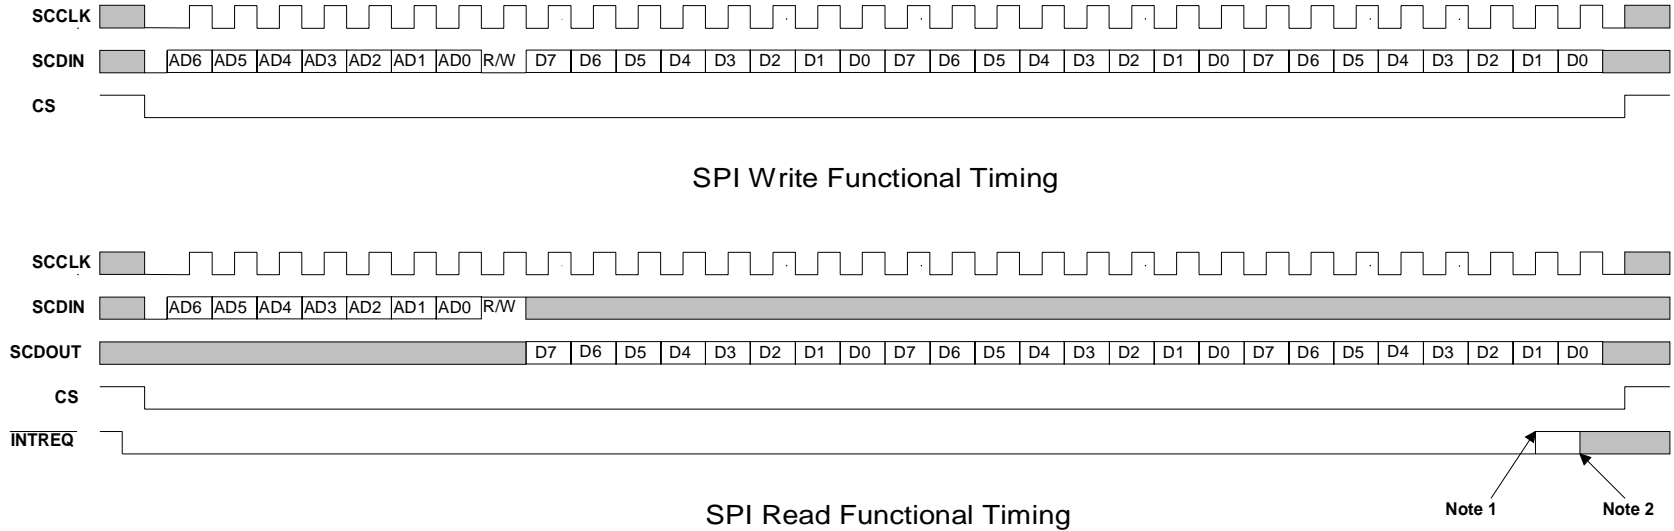 SCCLK
SCDIN AD6 AD5 AD4 AD3 AD2 AD1 AD0 R/W D7 D6 D5 D4 D3 D2 D1 D0 D7 D6 D5 D4 D3 D2 D1 D0 D7 D6 D5 D4 D3 D2 D1 D0
CS
SPI Write Functional Timing
SCCLK
SCDIN AD6 AD5 AD4 AD3 AD2 AD1 AD0 R/W
SCDOUT D7 D6 D5 D4 D3 D2 D1 D0 D7 D6 D5 D4 D3 D2 D1 D0 D7 D6 D5 D4 D3 D2 D1 D0
CS
INTREQ
Note 1 Note 2
SPI Read Functional Timing